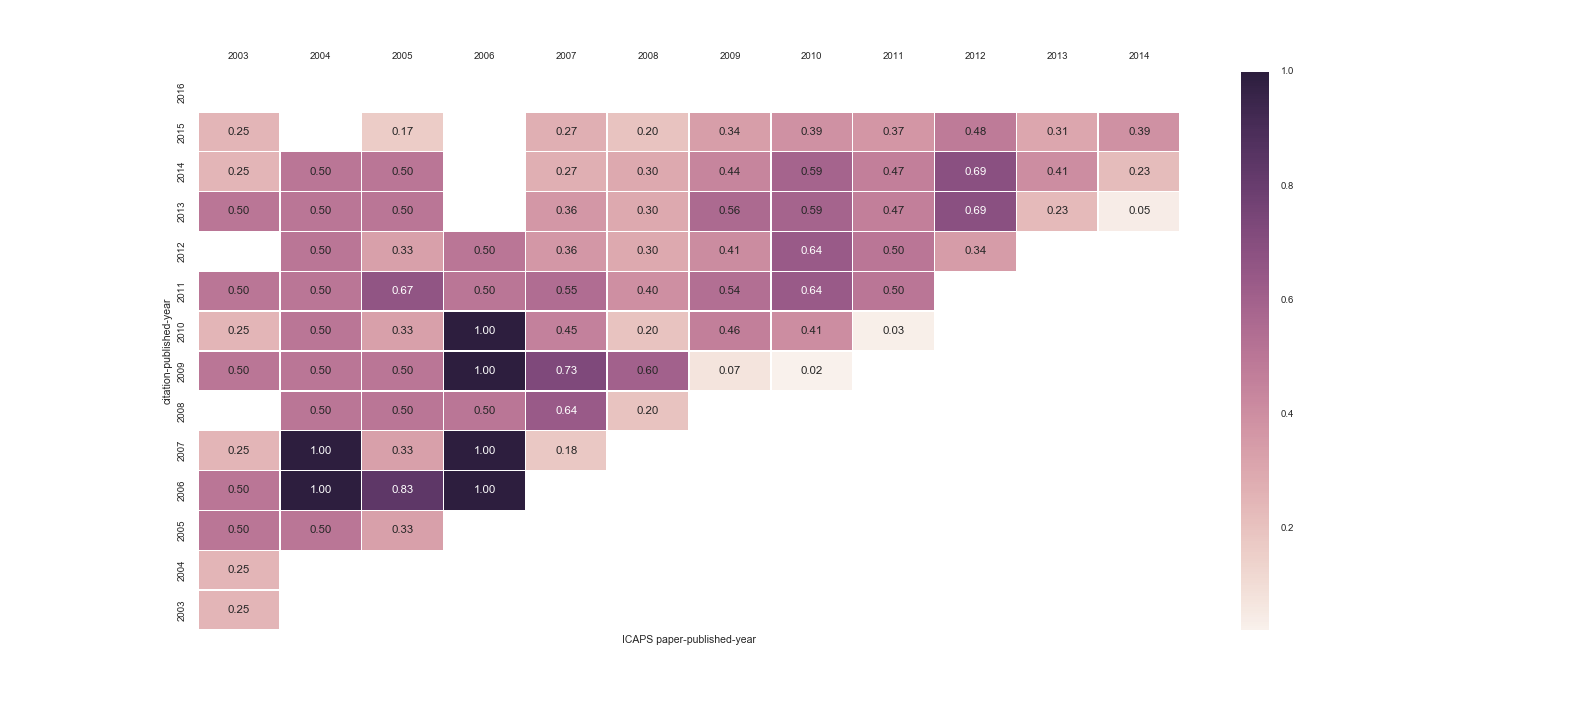 2003 2004 2005 2006 2007 2008 2009 2010 2011 2012 2013 2014
2016
2015 0.25 0.17 0.27 0.20 0.34 0.39 0.37 0.48 0.31 0.39
2014 0.25 0.50 0.50 0.27 0.30 0.44 0.59 0.47 0.69 0.41 0.23
2013 0.50 0.50 0.50 0.36 0.30 0.56 0.59 0.47 0.69 0.23 0.05
2012 0.50 0.33 0.50 0.36 0.30 0.41 0.64 0.50 0.34
2011 0.50 0.50 0.67 0.50 0.55 0.40 0.54 0.64 0.50
2010 0.25 0.50 0.33 1.00 0.45 0.20 0.46 0.41 0.03
2009 0.50 0.50 0.50 1.00 0.73 0.60 0.07 0.02
2008 0.50 0.50 0.50 0.64 0.20
2007 0.25 1.00 0.33 1.00 0.18
2006 0.50 1.00 0.83 1.00
2005 0.50 0.50 0.33
2004 0.25
2003 0.25
citation-published-year
ICAPS paper-published-year
1.0
0.8
0.6
0.4
0.2